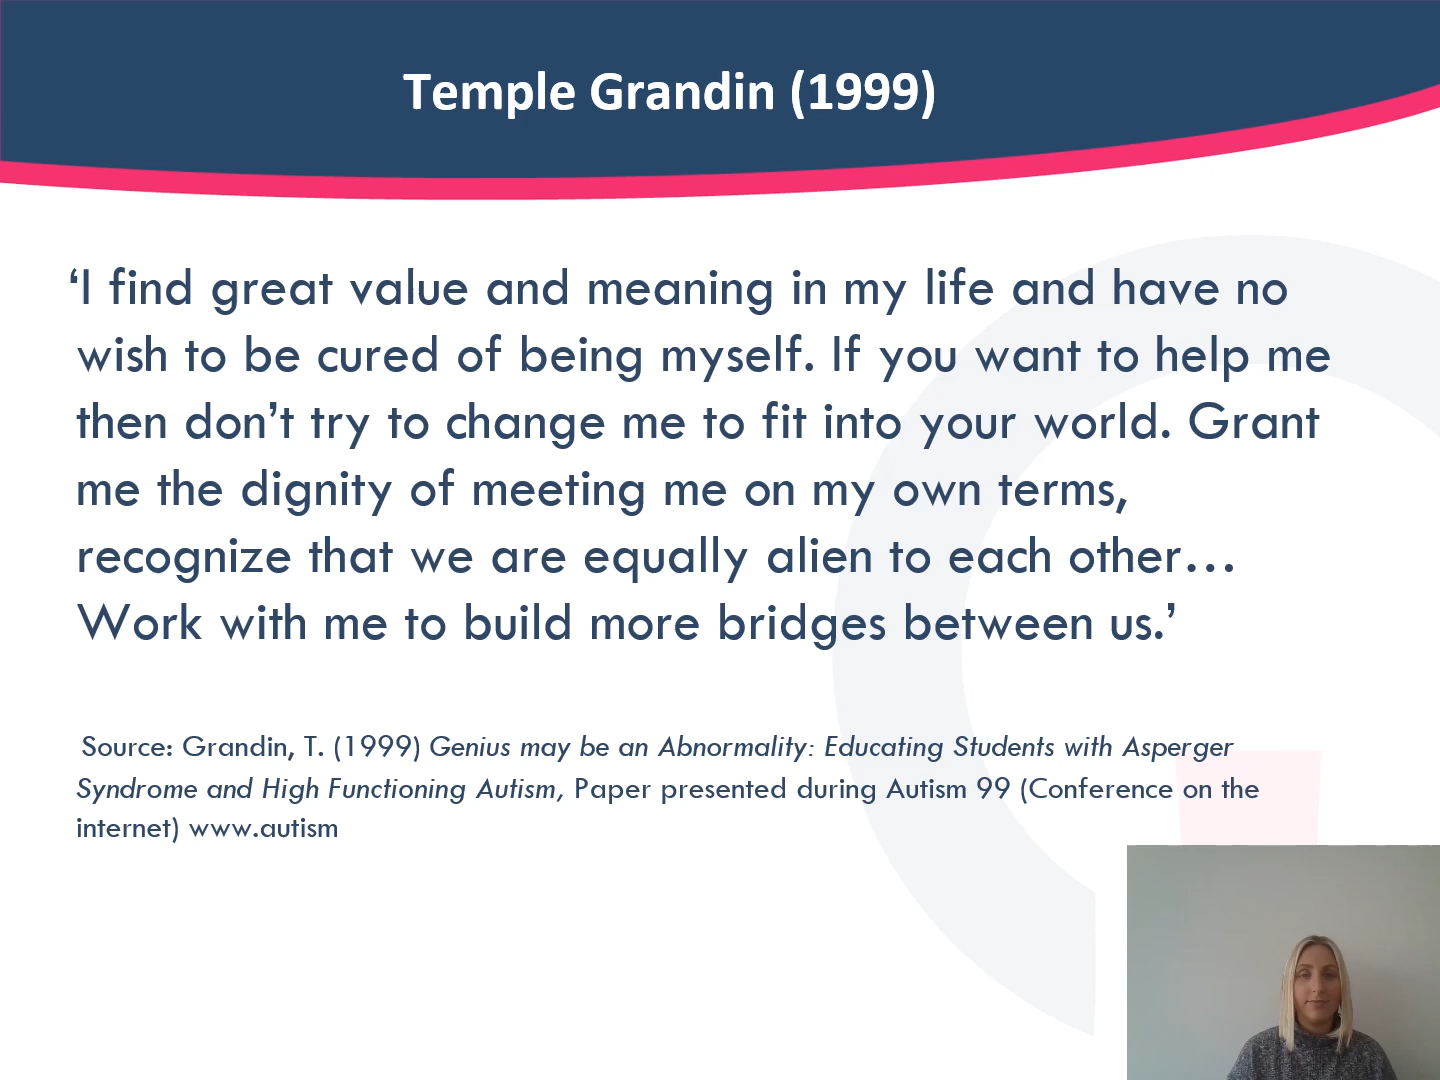 Temple Grandin (1999)
‘I find great value and meaning in my life and have no
wish to be cured of being myself. If you want to help me
then don’t try to change me to fit into your world. Grant
me the dignity of meeting me on my own terms,
recognize that we are equally alien to each other…
Work with me to build more bridges between us.’
Source: Grandin, T. (1999) Genius may be an Abnormality: Educating Students with Asperger
Syndrome and High Functioning Autism, Paper presented during Autism 99 (Conference on the
internet) www.autism